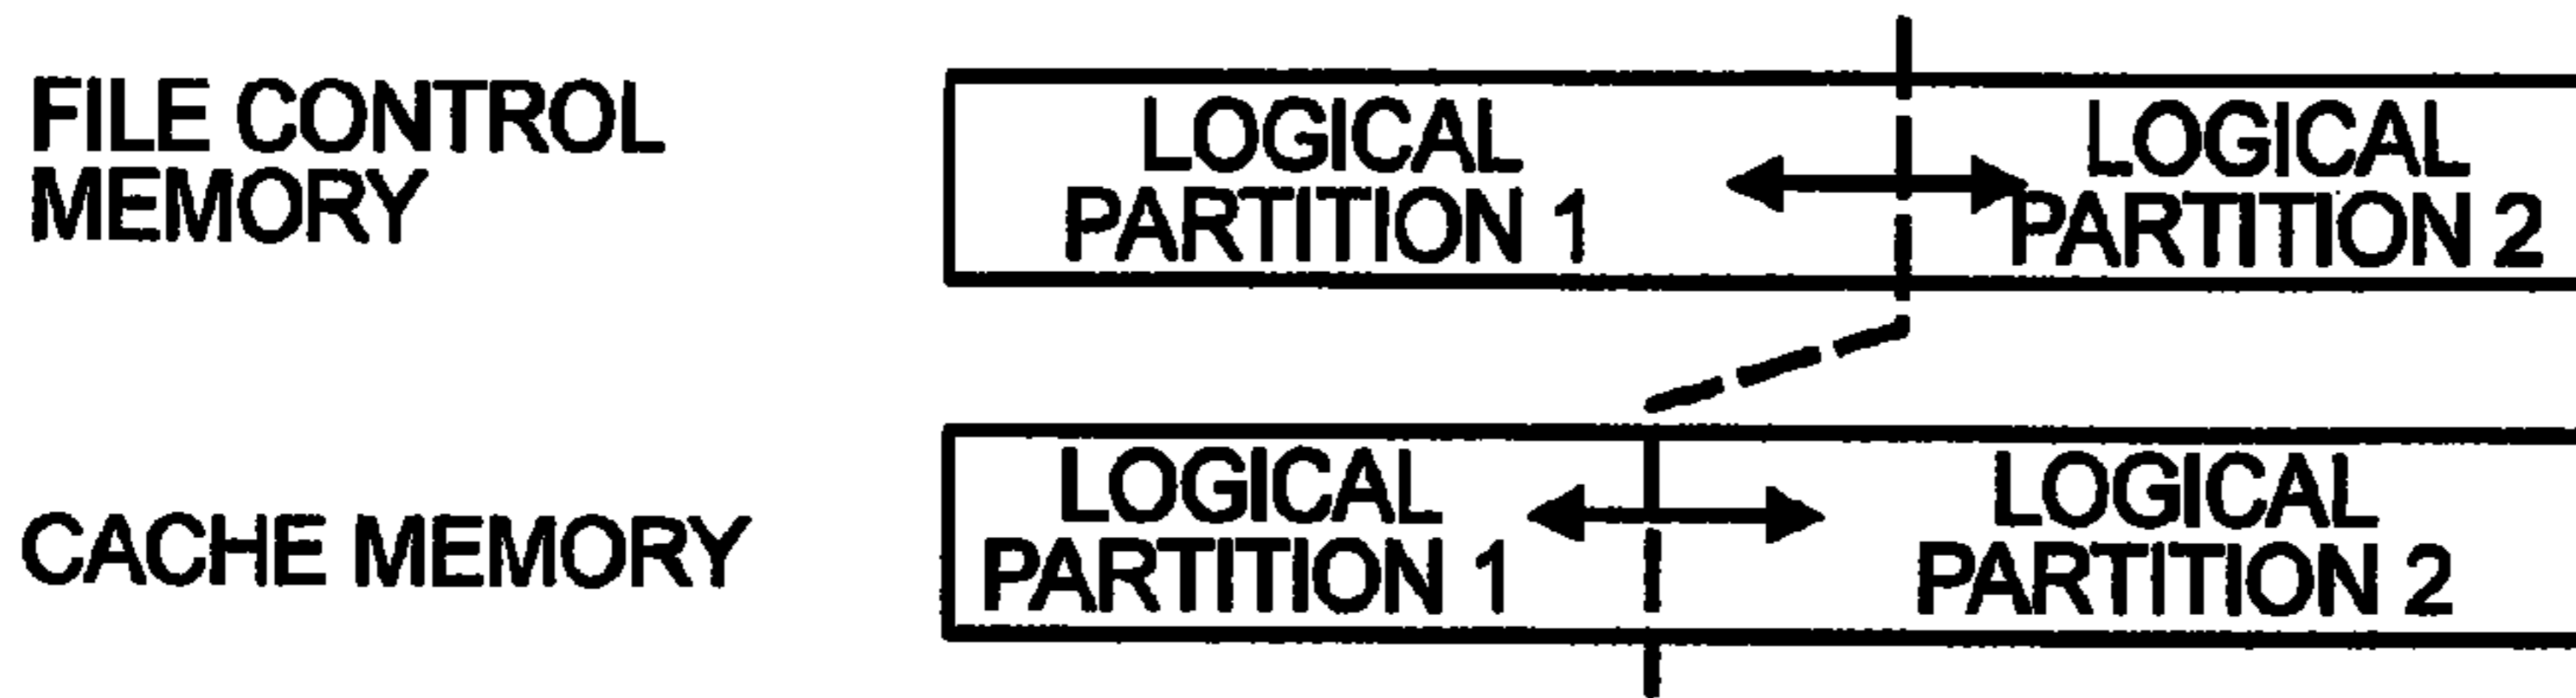 FILE CONTROL
MEMORY
LOGICAL
PARTITION 1
LOGICAL
PARTITION 2
CACHE MEMORY
LOGICAL
PARTITION 1
LOGICAL
PARTITION 2